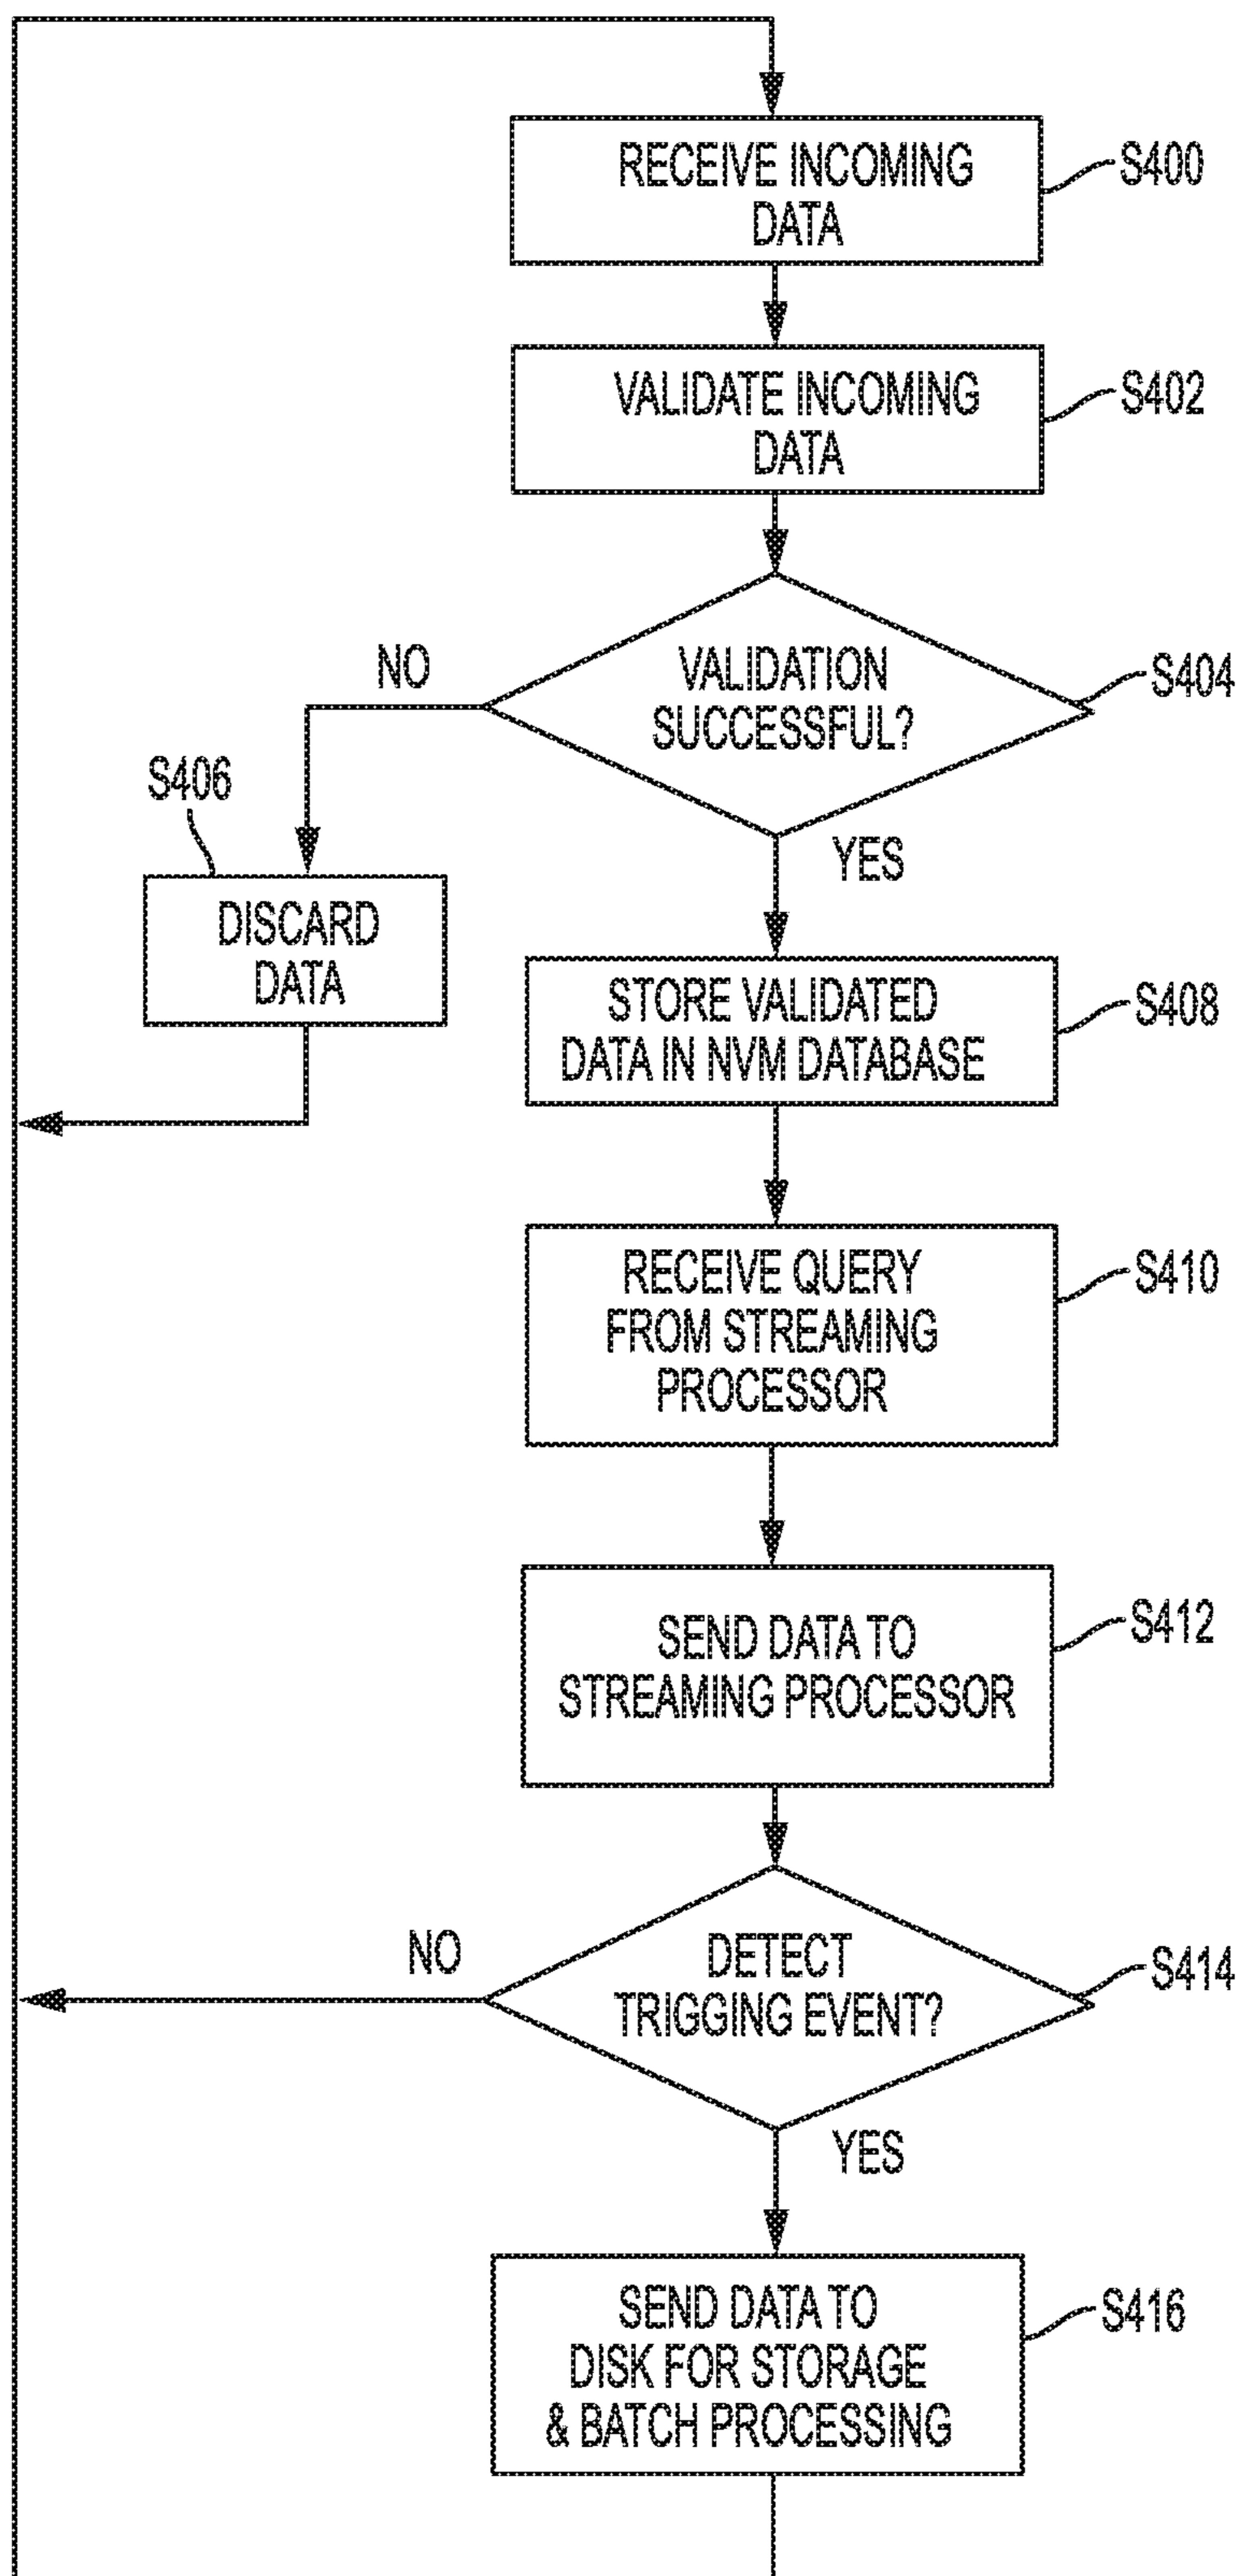 RECEIVE INCOMING
DATA
S400
VALIDATE INCOMING
DATA
S402
VALIDATION
SUCCESSFUL?
S404
NO
YES
S406
DISCARD
DATA
STORE VALIDATED
DATA IN NVM DATABASE
S408
RECEIVE QUERY
FROM STREAMING
PROCESSOR
S410
SEND DATA TO
STREAMING PROCESSOR
S412
DETECT
TRIGGING EVENT?
S414
NO
YES
SEND DATA TO
DISK FOR STORAGE
& BATCH PROCESSING
S416